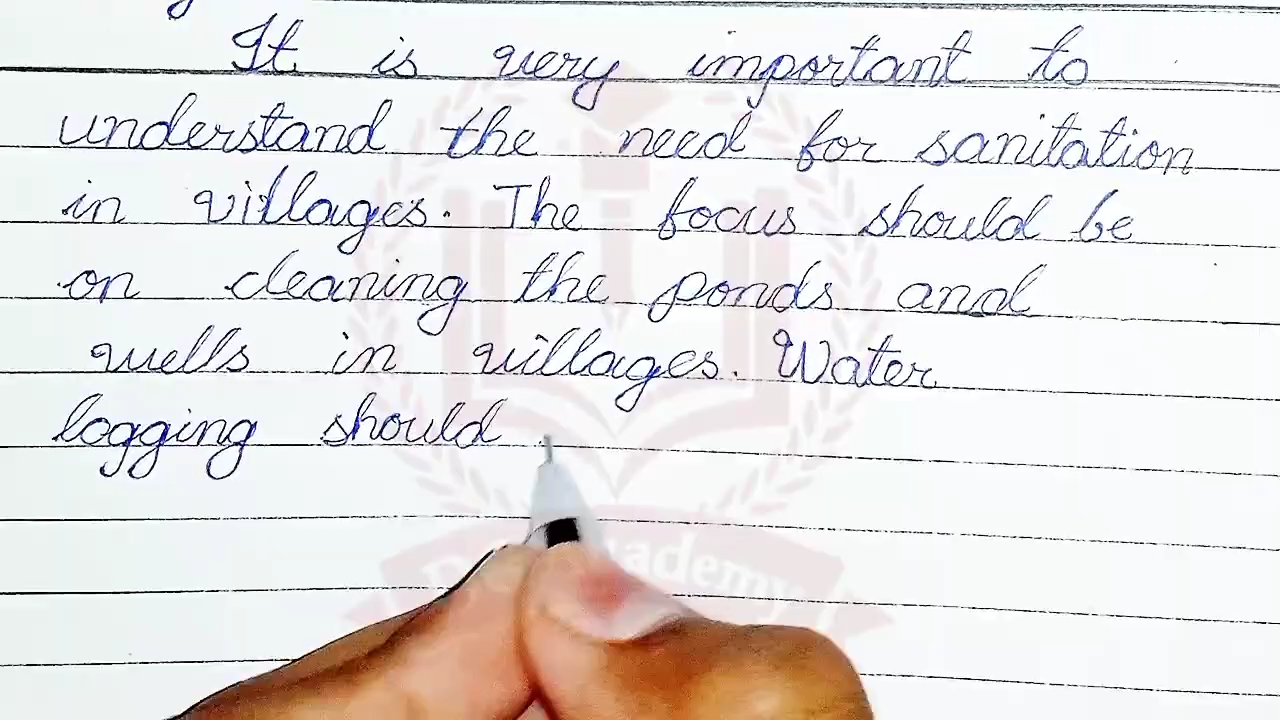 It is very important to
understand the need for sanitation
in villages. The focus should be
on cleaning the ponds and
wells in villages. Water
logging should